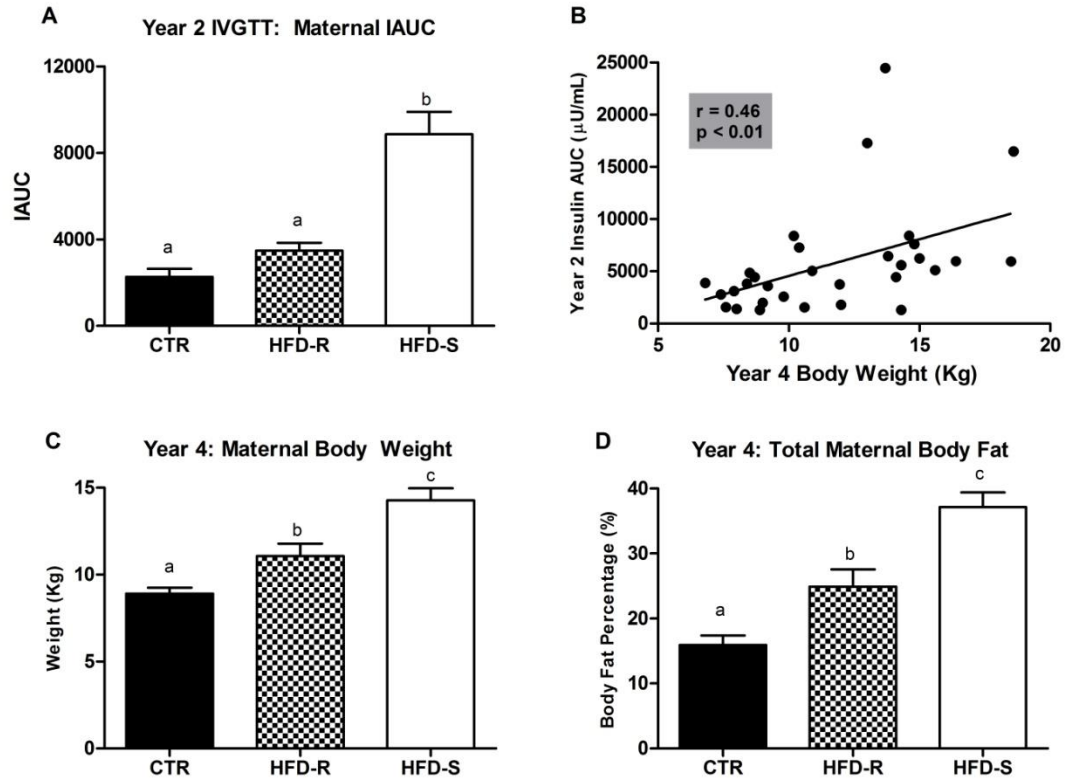 A
Year 2 IVGTT: Maternal IAUC
IAUC
12000
8000
4000
0
a
a
b
CTR
HFD-R
HFD-S
B
Year 2 Insulin AUC (µU/mL)
25000
20000
15000
10000
5000
0
r = 0.46
p < 0.01
5
10
15
20
Year 4 Body Weight (Kg)
C
Year 4: Maternal Body Weight
Weight (Kg)
15
10
5
0
a
b
c
CTR
HFD-R
HFD-S
D
Year 4: Total Maternal Body Fat
Body Fat Percentage (%)
40
30
20
10
0
a
b
c
CTR
HFD-R
HFD-S